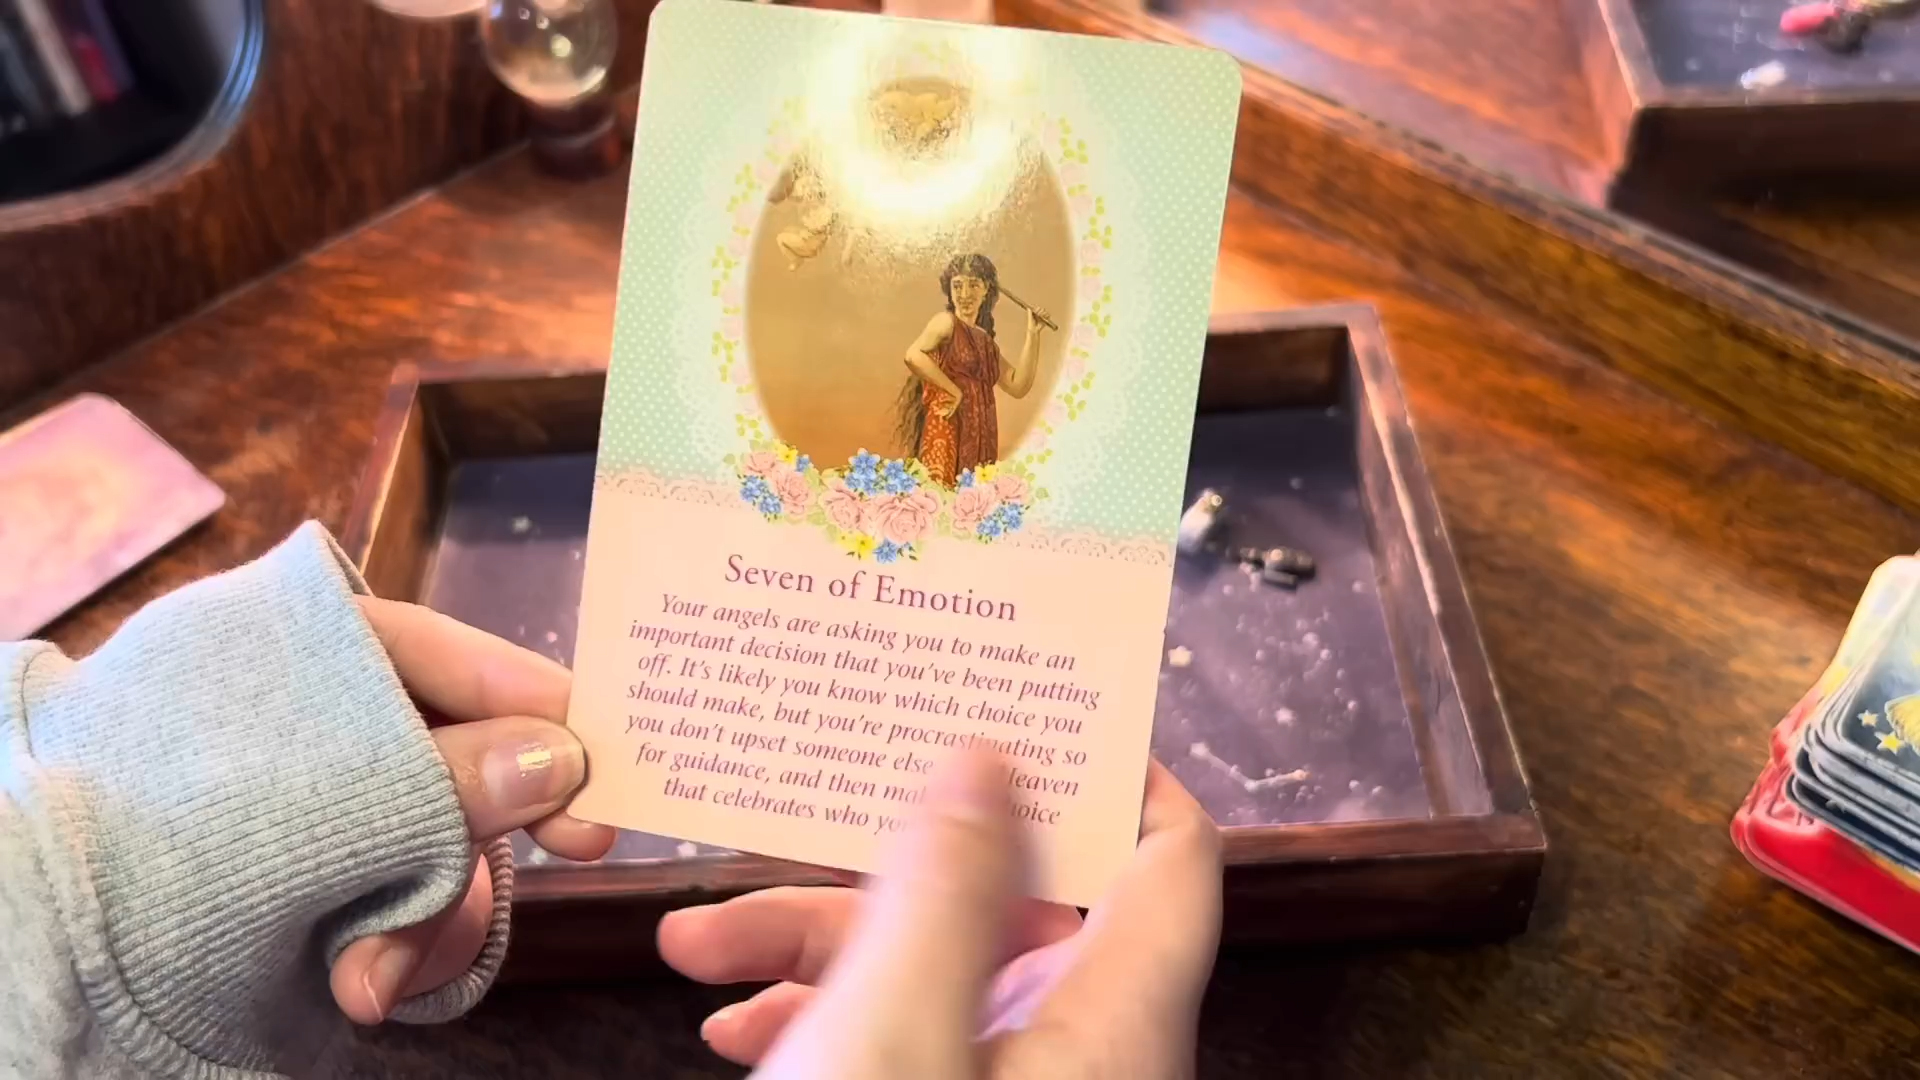 Seven of Emotion
Your angels are asking you to make an
important decision that you've been putting
off. It's likely you know which choice you
should make, but you're procrastinating so
you don't upset someone else. Heaven
for guidance, and then
that celebrates who